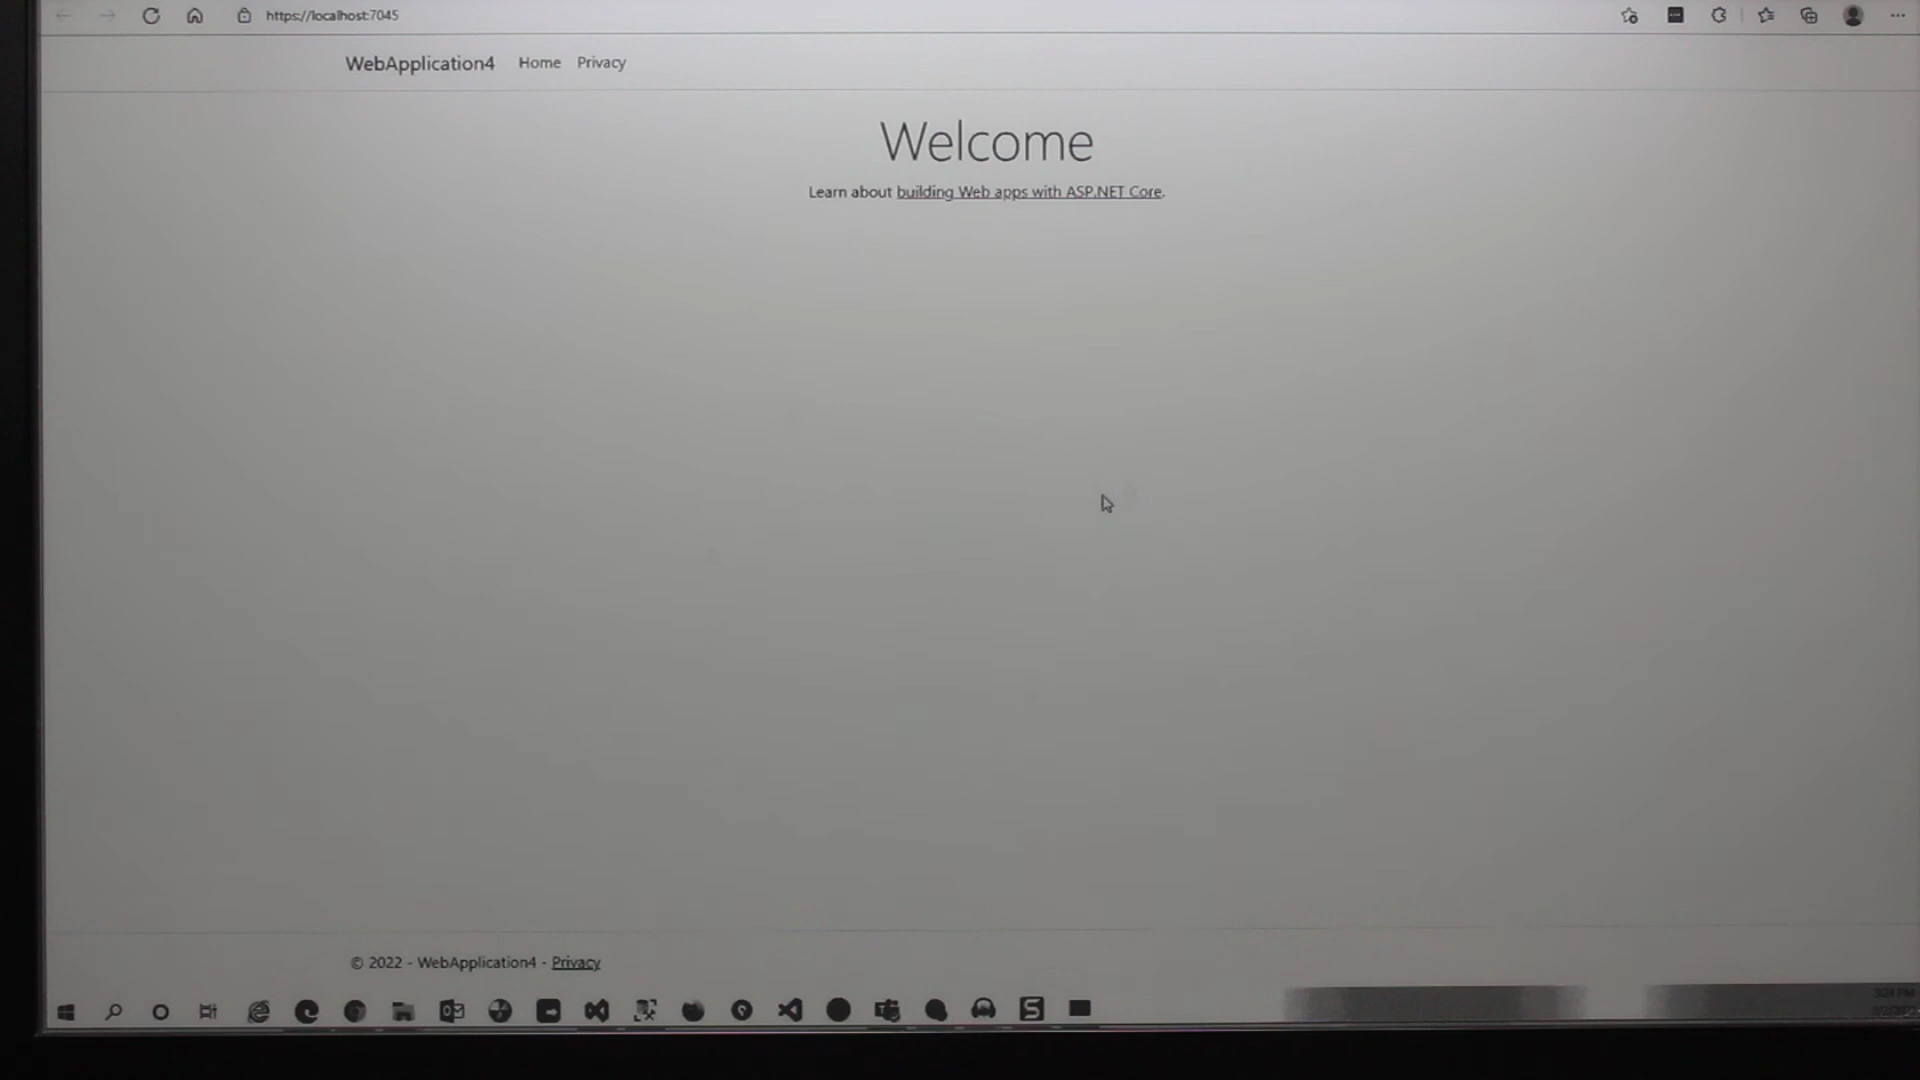 https://localhost:7045
WebApplication4 Home Privacy
Welcome
Learn about building Web apps with ASP.NET Core.
© 2022 - WebApplication4 - Privacy